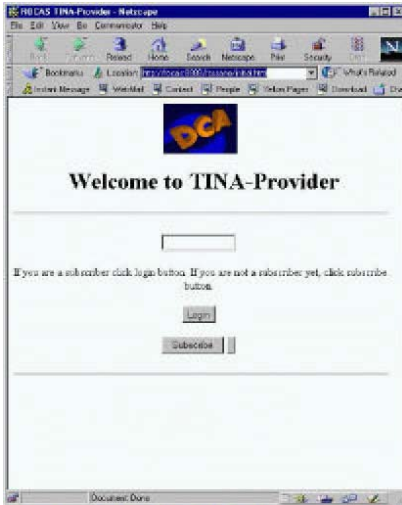 ROCAS TINA-Provider - Netscape
File Edit View Go Communicator Help
Back Reload Home Search Netscape Print Security
Bookmarks Location: What's Related
Instant Message WebMail Contact People Yellow Pages Download
DCA
Welcome to TINA-Provider
If you are a subscriber click login button. If you are not a subscriber yet, click subscribe
button.
Login
Subscribe
Document: Done